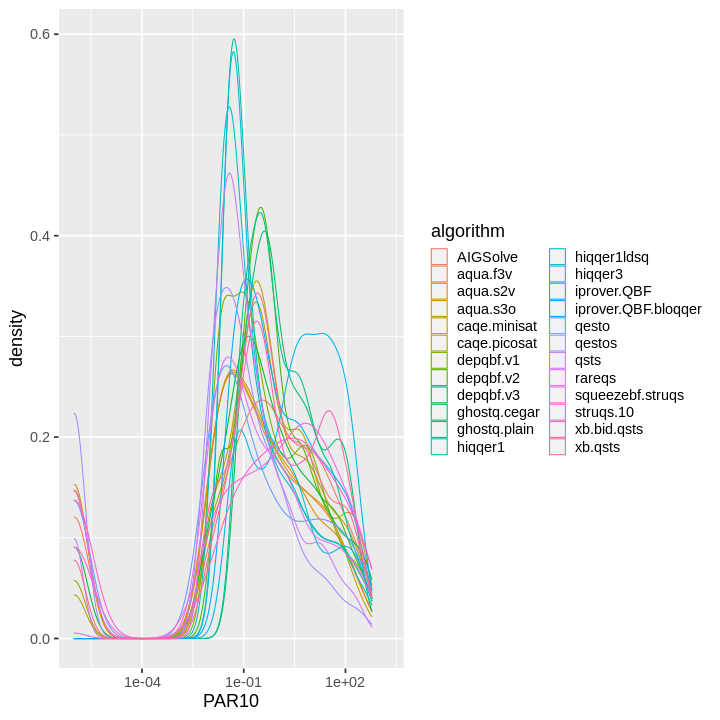 0.6
0.4
0.2
0.0
density
1e-04 1e-01 1e+02
PAR10
algorithm
AIGSolve
aqua.f3v
aqua.s2v
aqua.s3o
caqe.minisat
caqe.picosat
depqbf.v1
depqbf.v2
depqbf.v3
ghostq.cegar
ghostq.plain
hiqqer1
hiqqer1ldsq
hiqqer3
iprover.QBF
iprover.QBF.bloqqer
qesto
qestos
qsts
rareqs
squeezebf.struqs
struqs.10
xb.bid.qsts
xb.qsts